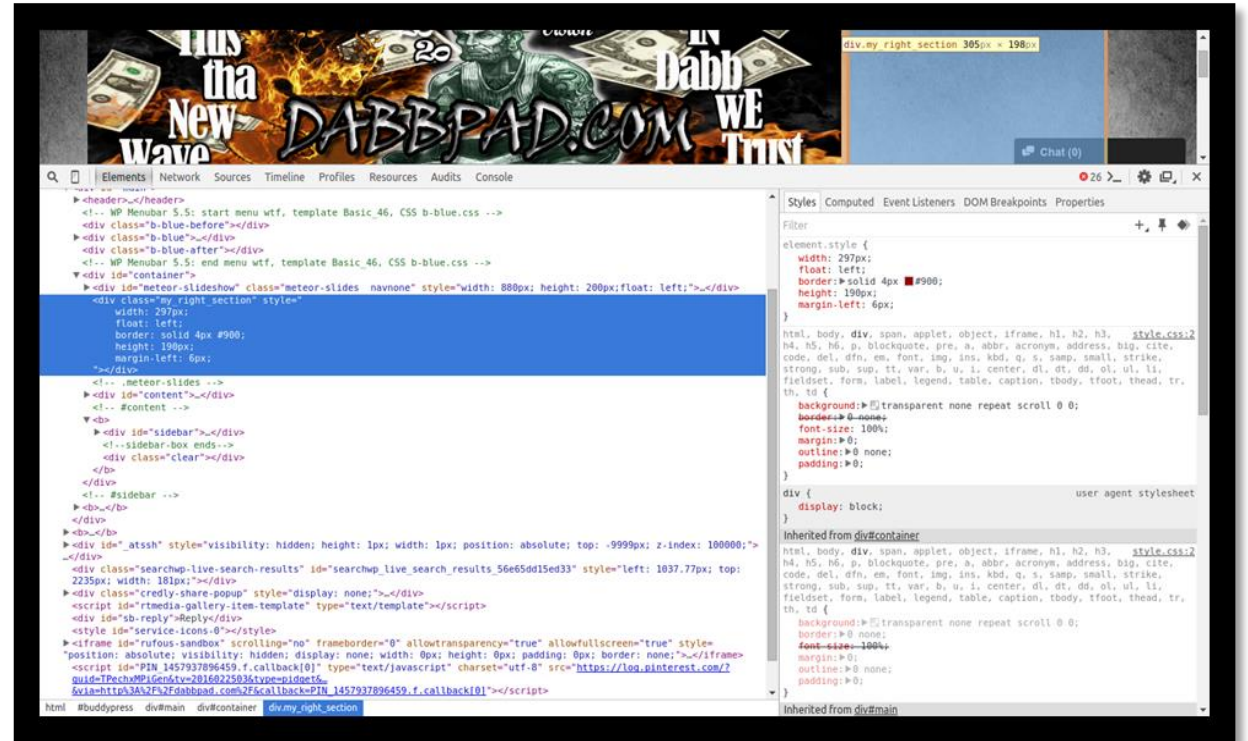 This
tha
New
Wave
20
20
Crown
IN
Dabb
WE
Trust
DABBPAD.COM
div.my_right_section 305px × 198px
Chat (0)
Elements Network Sources Timeline Profiles Resources Audits Console
26
<header>…</header>
<!-- WP Menubar 5.5: start menu wtf, template Basic_46, CSS b-blue.css -->
<div class="b-blue-before"></div>
<div class="b-blue">…</div>
<div class="b-blue-after"></div>
<!-- WP Menubar 5.5: end menu wtf, template Basic_46, CSS b-blue.css -->
<div id="container">
<div id="meteor-slideshow" class="meteor-slides  navnone" style="width: 880px; height: 200px;float: left;">…</div>
<div class="my_right_section" style="
width: 297px;
float: left;
border: solid 4px #900;
height: 190px;
margin-left: 6px;
"></div>
<!-- .meteor-slides -->
<div id="content">…</div>
<!-- #content -->
<b>
<div id="sidebar">…</div>
<!--sidebar-box ends-->
<div class="clear"></div>
</b>
</div>
<!-- #sidebar -->
<b>…</b>
</div>
<b>…</b>
<div id="_atssh" style="visibility: hidden; height: 1px; width: 1px; position: absolute; top: -9999px; z-index: 100000;">
…</div>
<div class="searchwp-live-search-results" id="searchwp_live_search_results_56e65dd15ed33" style="left: 1037.77px; top:
2235px; width: 181px;"></div>
<div class="credly-share-popup" style="display: none;">…</div>
<script id="rtmedia-gallery-item-template" type="text/template"></script>
<div id="sb-reply">Reply</div>
<style id="service-icons-0"></style>
<iframe id="rufous-sandbox" scrolling="no" frameborder="0" allowtransparency="true" allowfullscreen="true" style=
"position: absolute; visibility: hidden; display: none; width: 0px; height: 0px; padding: 0px; border: none;">…</iframe>
<script id="PIN_1457937896459.f.callback[0]" type="text/javascript" charset="utf-8" src="https://log.pinterest.com/?
guid=TPechxMPiGen&tv=2016022503&type=pidget&…
&via=http%3A%2F%2Fdabbpad.com%2F&callback=PIN_1457937896459.f.callback[0]"></script>
html #buddypress div#main div#container div.my_right_section
Styles Computed Event Listeners DOM Breakpoints Properties
Filter
element.style {
width: 297px;
float: left;
border: solid 4px #900;
height: 190px;
margin-left: 6px;
}
html, body, div, span, applet, object, iframe, h1, h2, h3, style.css:2
h4, h5, h6, p, blockquote, pre, a, abbr, acronym, address, big, cite,
code, del, dfn, em, font, img, ins, kbd, q, s, samp, small, strike,
strong, sub, sup, tt, var, b, u, i, center, dl, dt, dd, ol, ul, li,
fieldset, form, label, legend, table, caption, tbody, tfoot, thead, tr,
th, td {
background: transparent none repeat scroll 0 0;
border: 0 none;
font-size: 100%;
margin: 0;
outline: 0 none;
padding: 0;
}
div { user agent stylesheet
display: block;
}
Inherited from div#container
html, body, div, span, applet, object, iframe, h1, h2, h3, style.css:2
h4, h5, h6, p, blockquote, pre, a, abbr, acronym, address, big, cite,
code, del, dfn, em, font, img, ins, kbd, q, s, samp, small, strike,
strong, sub, sup, tt, var, b, u, i, center, dl, dt, dd, ol, ul, li,
fieldset, form, label, legend, table, caption, tbody, tfoot, thead, tr,
th, td {
background: transparent none repeat scroll 0 0;
border: 0 none;
font-size: 100%;
margin: 0;
outline: 0 none;
padding: 0;
}
Inherited from div#main